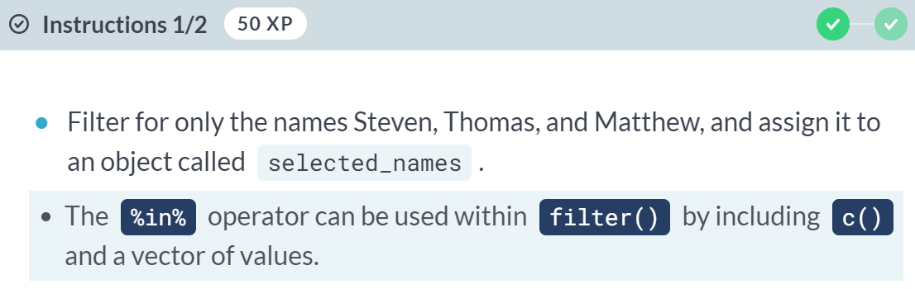 Instructions 1/2 50 XP
Filter for only the names Steven, Thomas, and Matthew, and assign it to
an object called selected_names .
The %in% operator can be used within filter() by including c()
and a vector of values.